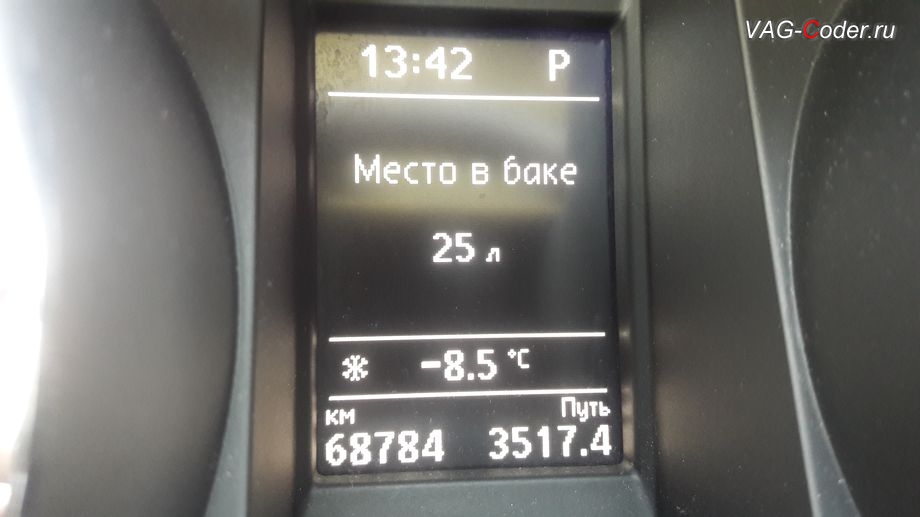 VAG-Coder.ru
13:42 P
Место в баке
25 л
-8.5 °C
км Путь
68784 3517.4